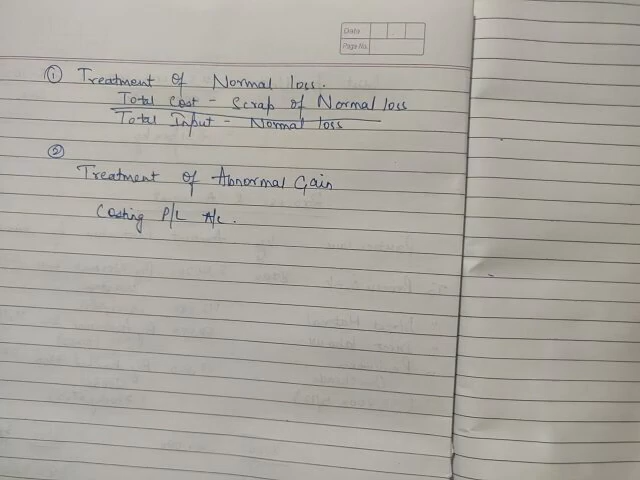 Date
Page No.
① Treatment of Normal loss.
Total Cost - Scrap of Normal loss
Total Input - Normal loss
②
Treatment of Abnormal Gain
Costing P/L A/c.